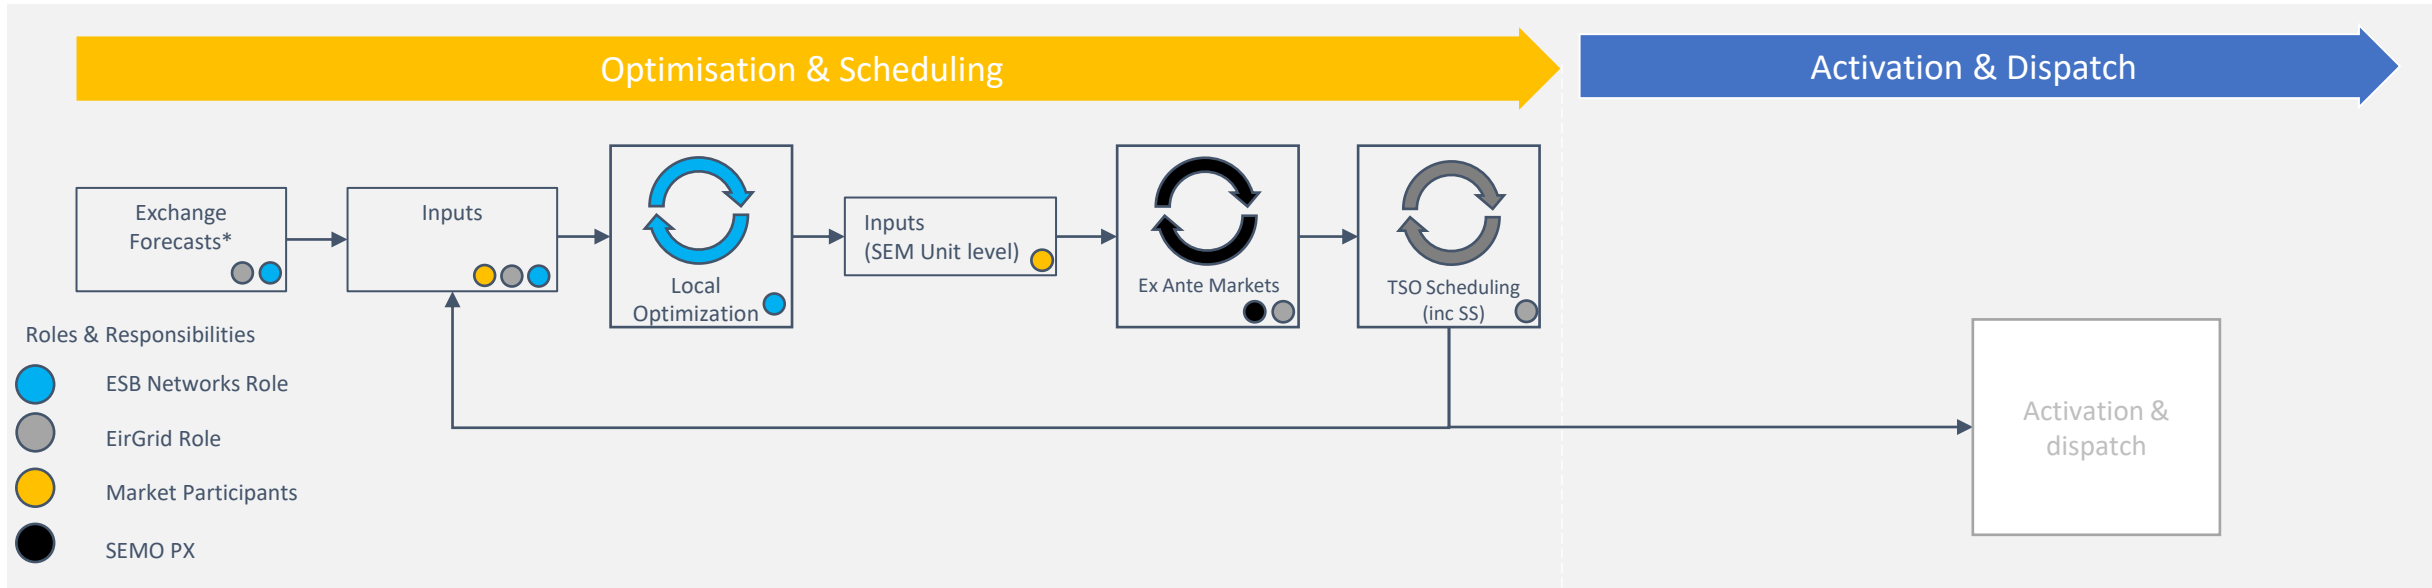 Optimisation & Scheduling
Activation & Dispatch
Exchange
Forecasts*
Inputs
Local
Optimization
Inputs
(SEM Unit level)
Ex Ante Markets
TSO Scheduling
(inc SS)
Roles & Responsibilities
ESB Networks Role
EirGrid Role
Market Participants
SEMO PX
Activation &
dispatch